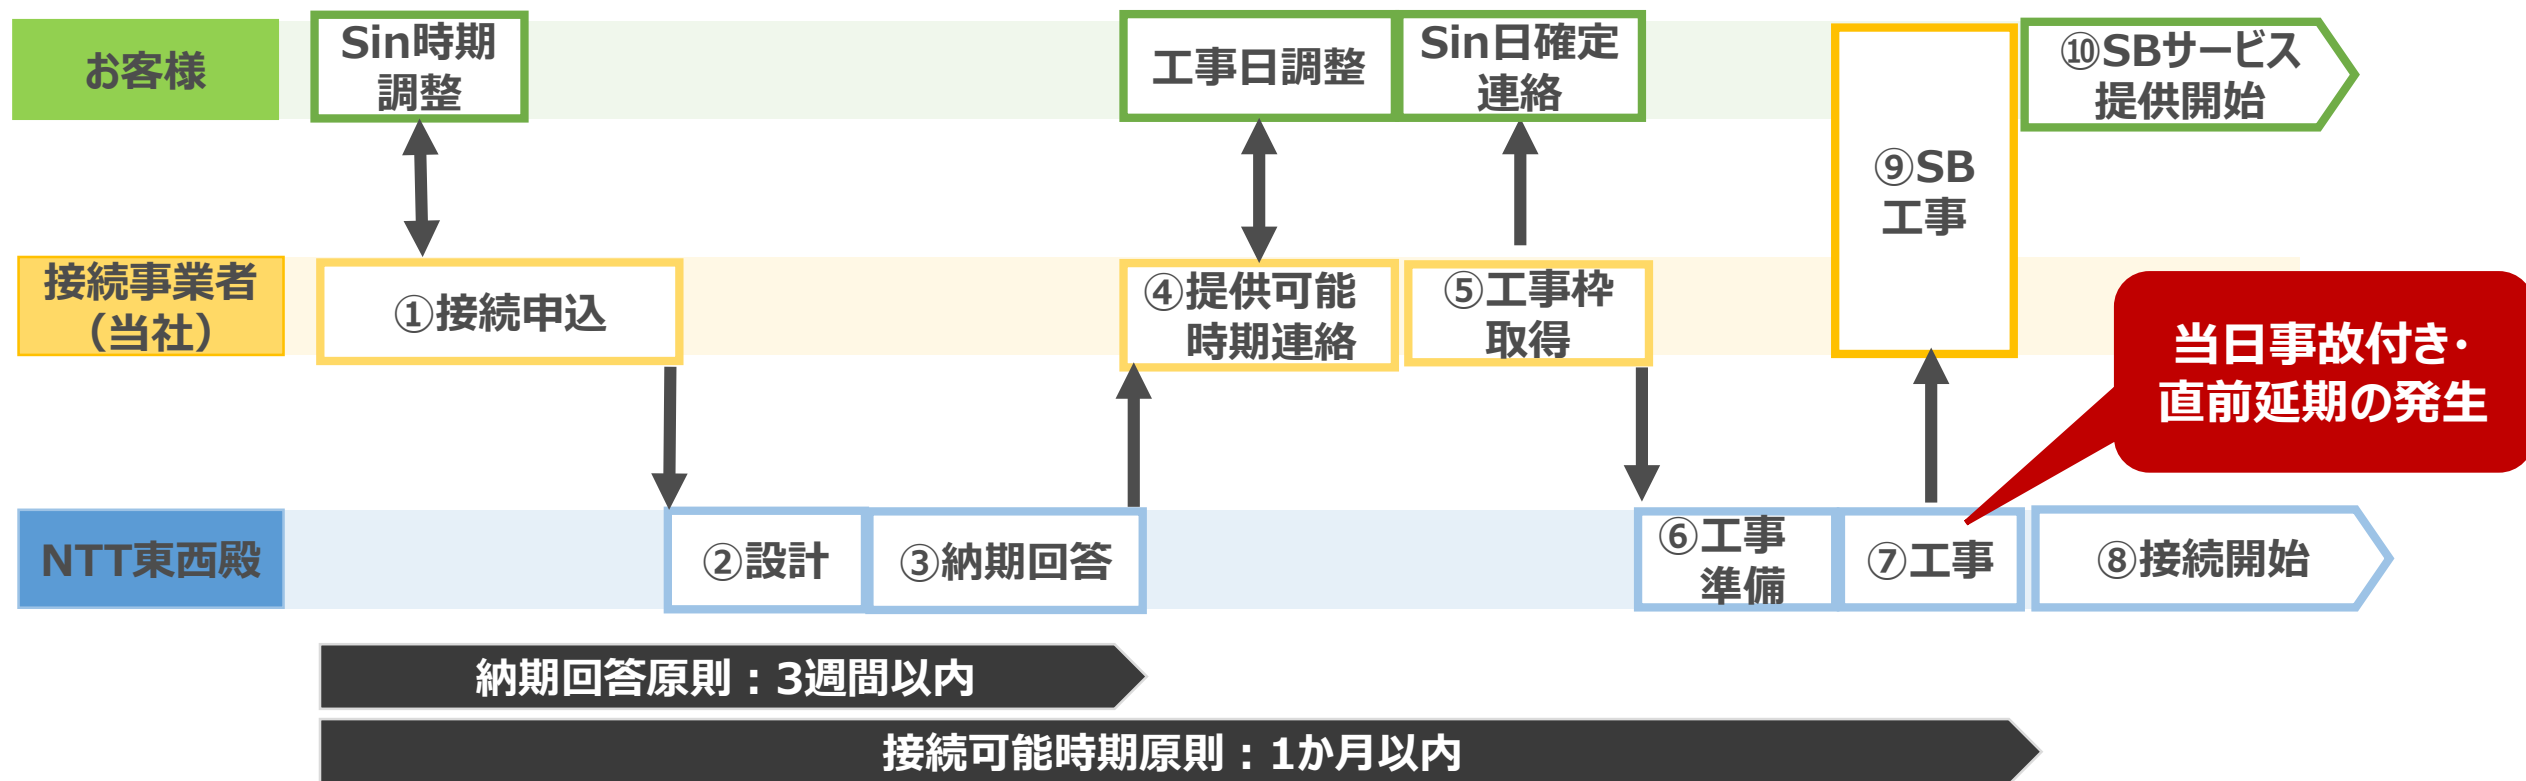 お客様
Sin時期
調整
工事日調整
Sin日確定
連絡
⑨SB
工事
⑩SBサービス
提供開始
接続事業者
（当社）
①接続申込
④提供可能
時期連絡
⑤工事枠
取得
当日事故付き・
直前延期の発生
NTT東西殿
②設計
③納期回答
⑥工事
準備
⑦工事
⑧接続開始
納期回答原則：3週間以内
接続可能時期原則：1か月以内